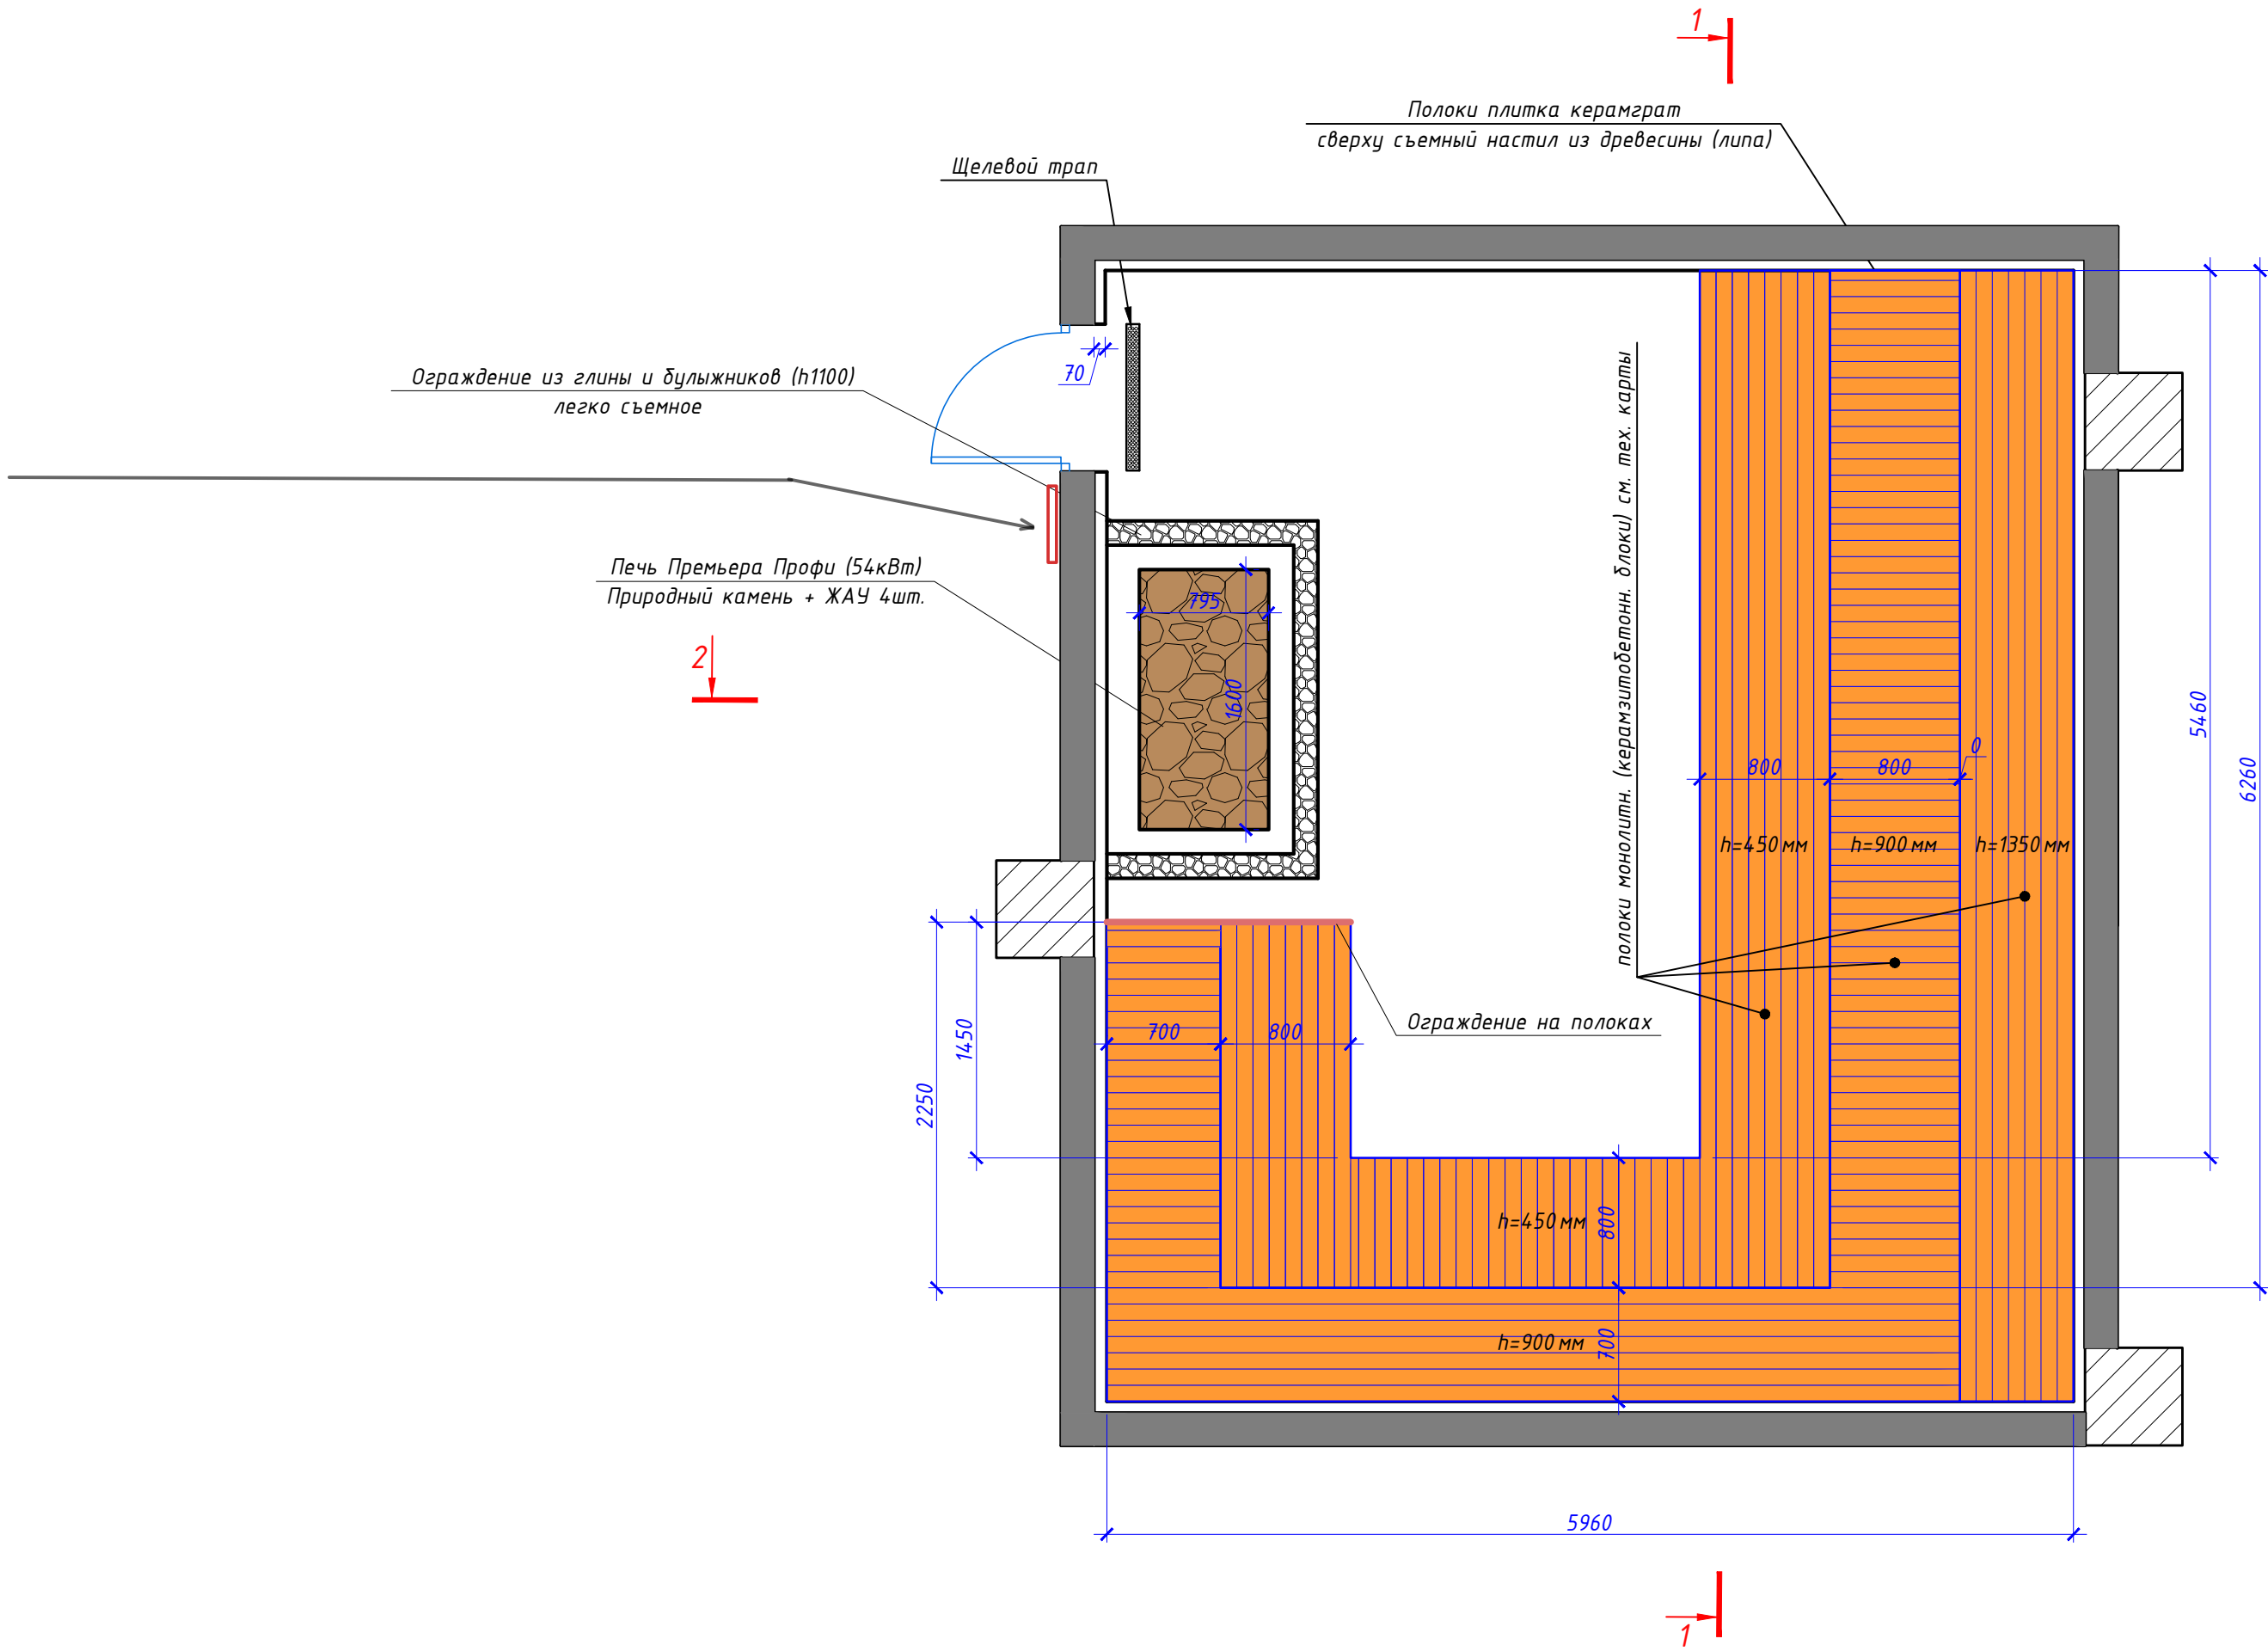 1
Полоки плитка керамграт
сверху съемный настил из древесины (липа)
Щелевой трап
70
Ограждение из глины и булыжников (h1100)
легко съемное
Печь Премьера Профи (54кВт)
Природный камень + ЖАУ 4шт.
2
795
1600
полоки монолитн. (керамзитобетонн. блоки) см. тех. карты
5460
6260
800
800
0
h=450 мм
h=900 мм
h=1350 мм
Ограждение на полоках
700
800
1450
2250
h=450 мм
800
h=900 мм
700
5960
1